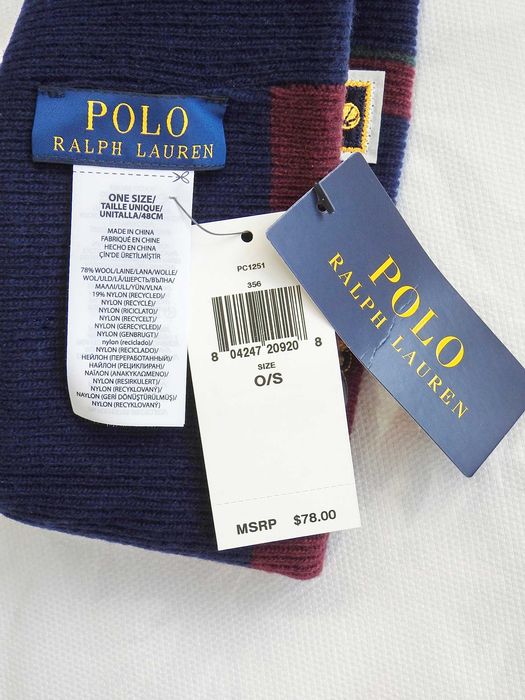 POLO
RALPH LAUREN
ONE SIZE/
TAILLE UNIQUE/
UNITALLA/48CM
MADE IN CHINA
FABRIQUÉ EN CHINE
HECHO EN CHINA
ÇİN'DE ÜRETİLMİŞTİR
78% WOOL/LAINE/LANA/WOLLE/
WOL/ULD/LÃ/ШЕРСТЬ/ВЪЛНА/
ΜΑΛΛΙ/ULL/YÜN/VLNA
19% NYLON (RECYCLED)/
NYLON (RECYCLÉ)/
NYLON (RICICLATO)/
NYLON (RECYCELT)/
NYLON (GERECYCLED)/
NYLON (GENBRUGT)/
nylon (reciclado)/
NYLON (RECICLADO)/
НЕЙЛОН (ПЕРЕРАБОТАННЫЙ)/
НАЙЛОН (РЕЦИКЛИРАН)/
ΝΑΪΛΟΝ (ΑΝΑΚΥΚΛΩΜΕΝΟ)/
NYLON (RESIRKULERT)/
NYLON (RECYKLOVANÝ)/
NAYLON (GERİ DÖNÜŞTÜRÜLMÜŞ)/
NYLON (RECYKLOVANÝ)
PC1251
356
8 04247 20920 8
SIZE
O/S
MSRP $78.00
POLO
RALPH LAUREN